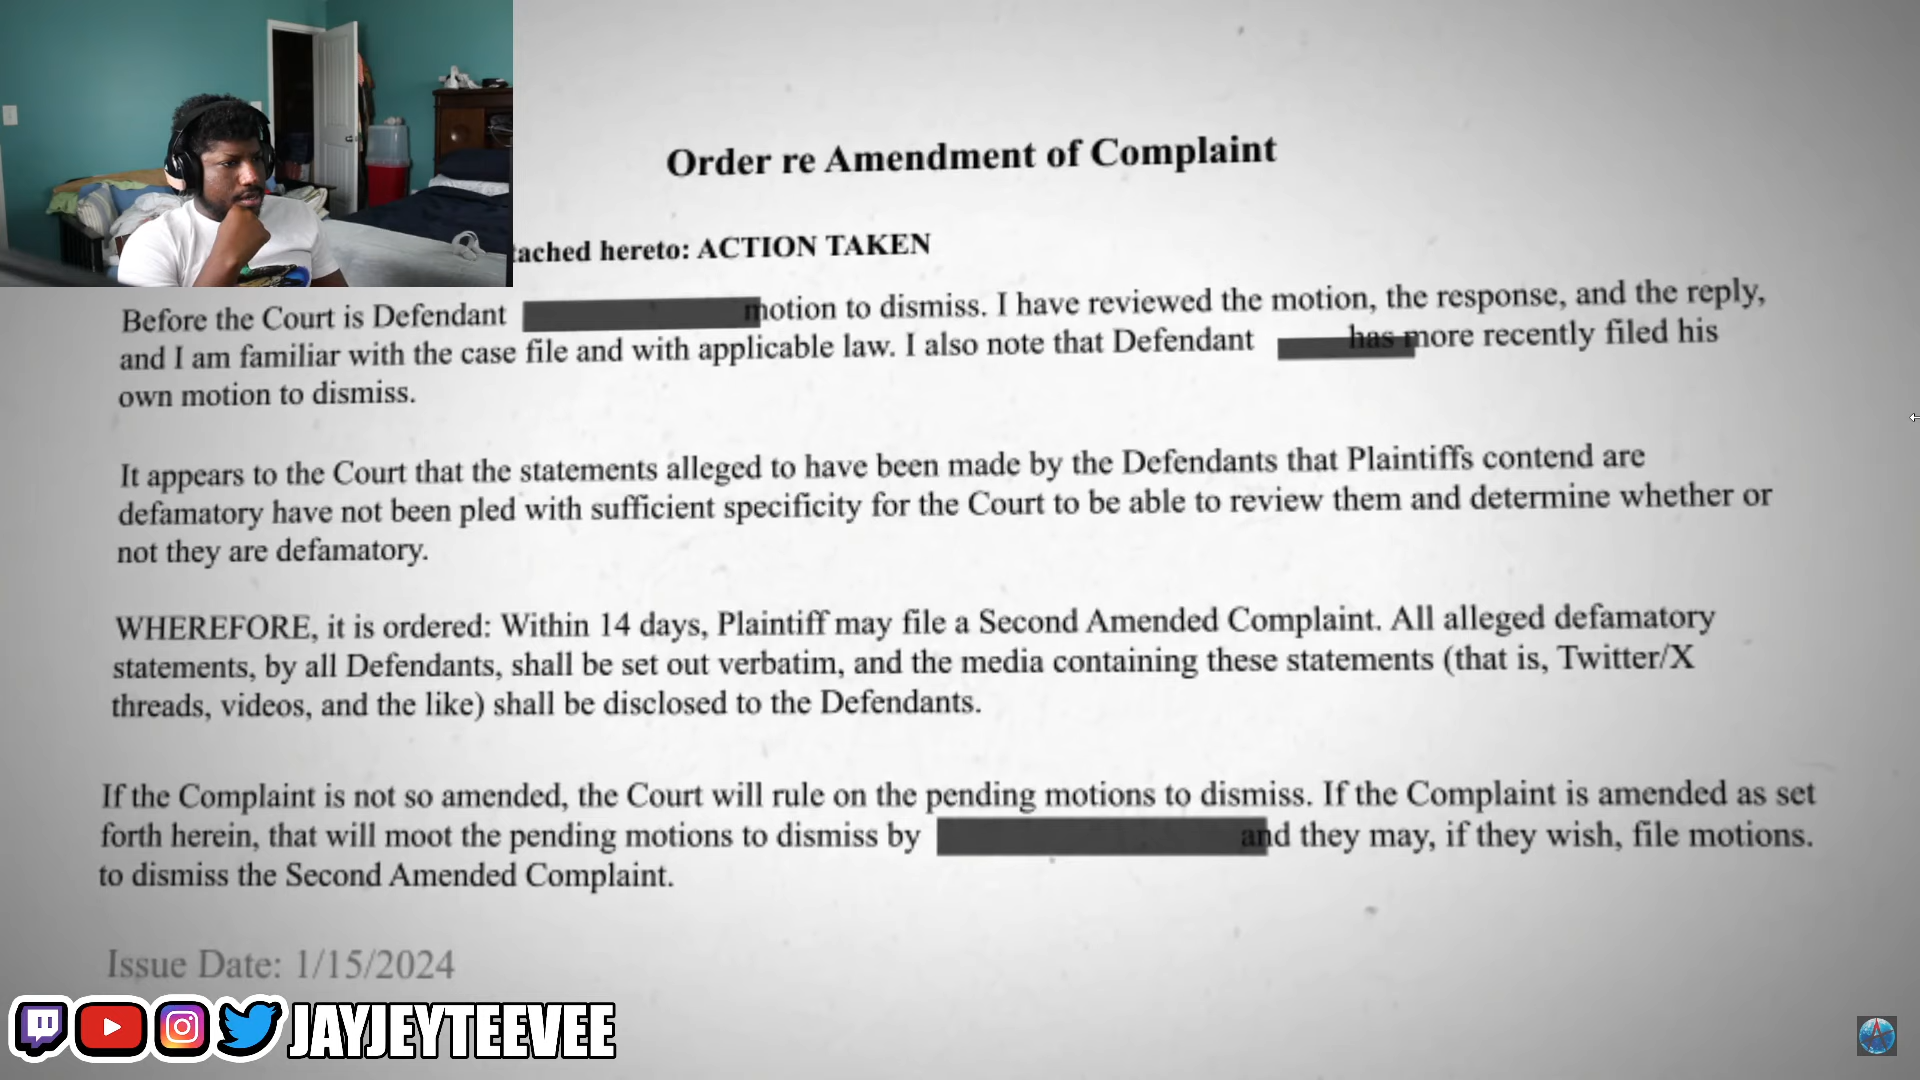 Order re Amendment of Complaint
tached hereto: ACTION TAKEN
Before the Court is Defendant motion to dismiss. I have reviewed the motion, the response, and the reply,
and I am familiar with the case file and with applicable law. I also note that Defendant has more recently filed his
own motion to dismiss.
It appears to the Court that the statements alleged to have been made by the Defendants that Plaintiffs contend are
defamatory have not been pled with sufficient specificity for the Court to be able to review them and determine whether or
not they are defamatory.
WHEREFORE, it is ordered: Within 14 days, Plaintiff may file a Second Amended Complaint. All alleged defamatory
statements, by all Defendants, shall be set out verbatim, and the media containing these statements (that is, Twitter/X
threads, videos, and the like) shall be disclosed to the Defendants.
If the Complaint is not so amended, the Court will rule on the pending motions to dismiss. If the Complaint is amended as set
forth herein, that will moot the pending motions to dismiss by and they may, if they wish, file motions.
to dismiss the Second Amended Complaint.
Issue Date: 1/15/2024
JAYJEYTEEVEE